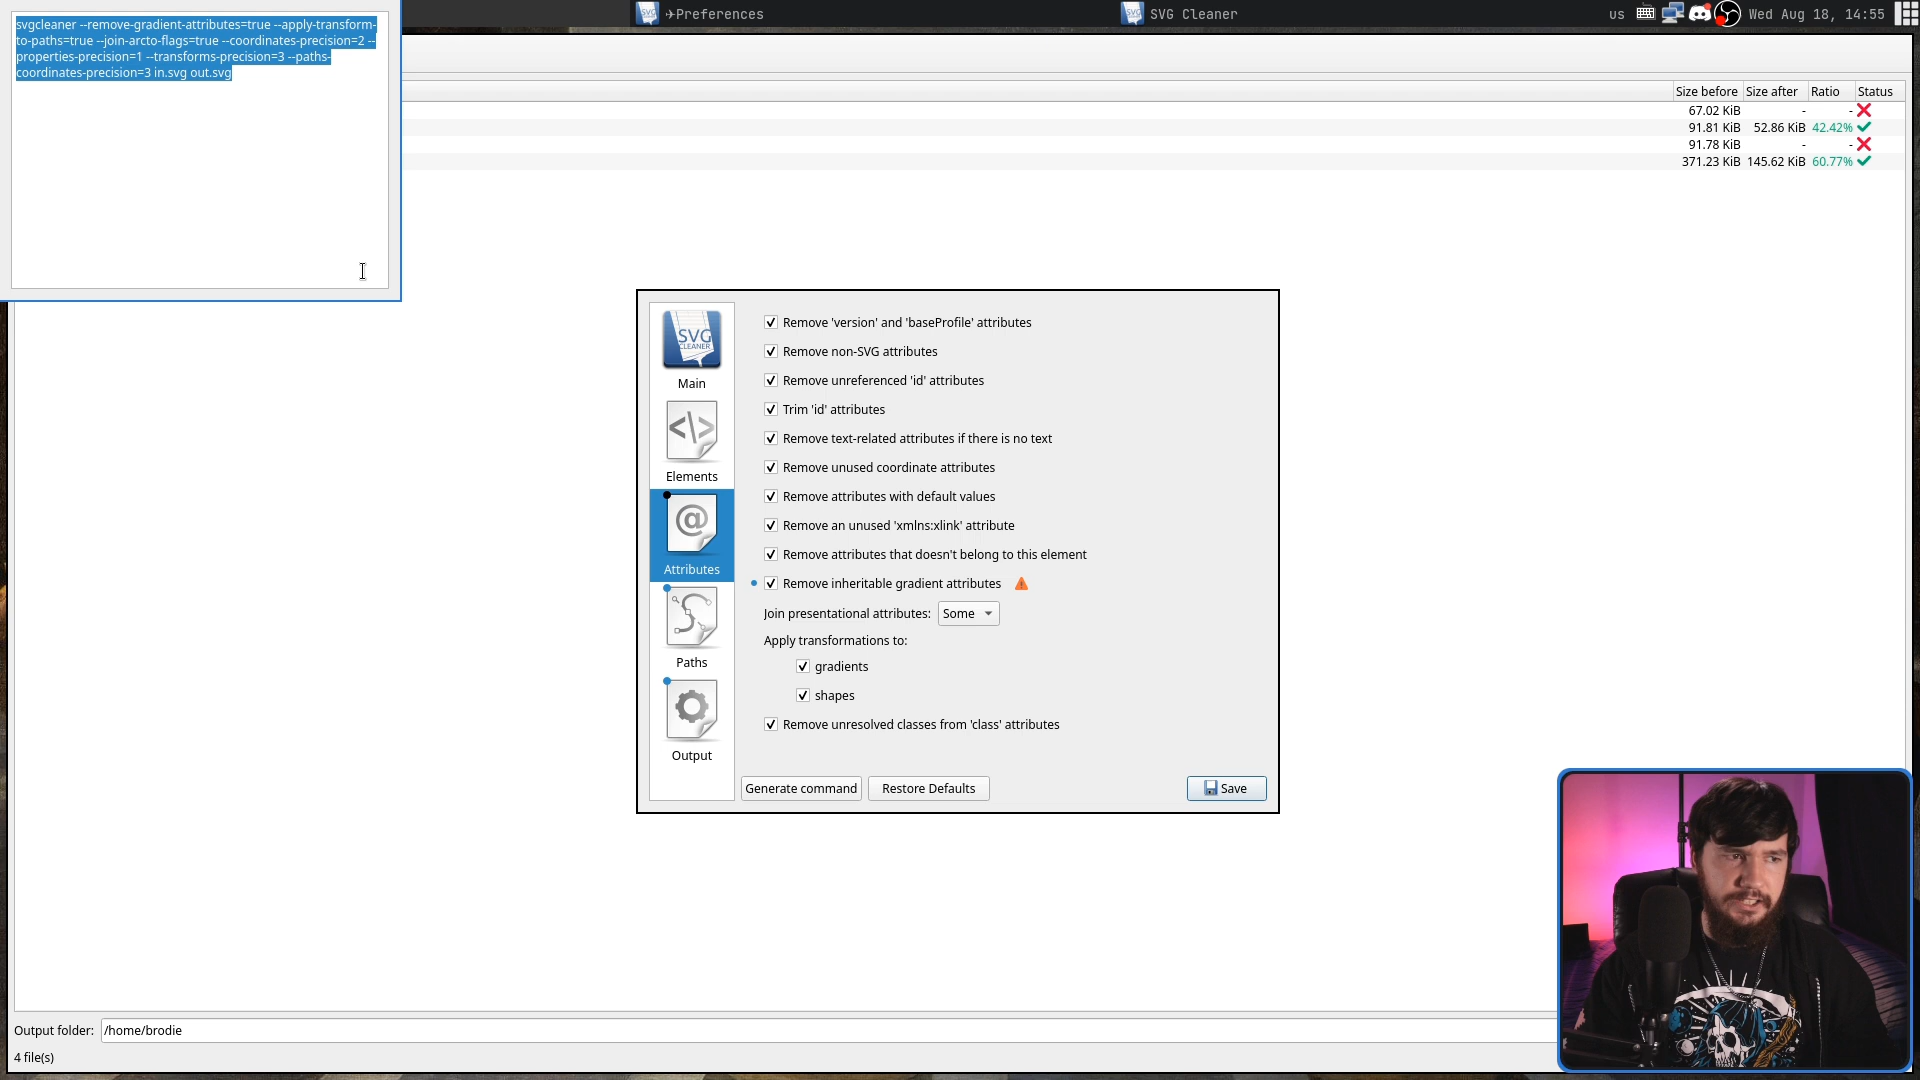 svgcleaner --remove-gradient-attributes=true --apply-transform-
to-paths=true --join-arcto-flags=true --coordinates-precision=2 --
properties-precision=1 --transforms-precision=3 --paths-
coordinates-precision=3 in.svg out.svg
✈Preferences
SVG Cleaner
us
Wed Aug 18, 14:55
Size before Size after Ratio Status
67.02 KiB - -
91.81 KiB 52.86 KiB 42.42%
91.78 KiB - -
371.23 KiB 145.62 KiB 60.77%
SVG
CLEANER
Main
</>
Elements
@
Attributes
Paths
Output
Remove 'version' and 'baseProfile' attributes
Remove non-SVG attributes
Remove unreferenced 'id' attributes
Trim 'id' attributes
Remove text-related attributes if there is no text
Remove unused coordinate attributes
Remove attributes with default values
Remove an unused 'xmlns:xlink' attribute
Remove attributes that doesn't belong to this element
Remove inheritable gradient attributes
Join presentational attributes: Some
Apply transformations to:
gradients
shapes
Remove unresolved classes from 'class' attributes
Generate command
Restore Defaults
Save
Output folder: /home/brodie
4 file(s)